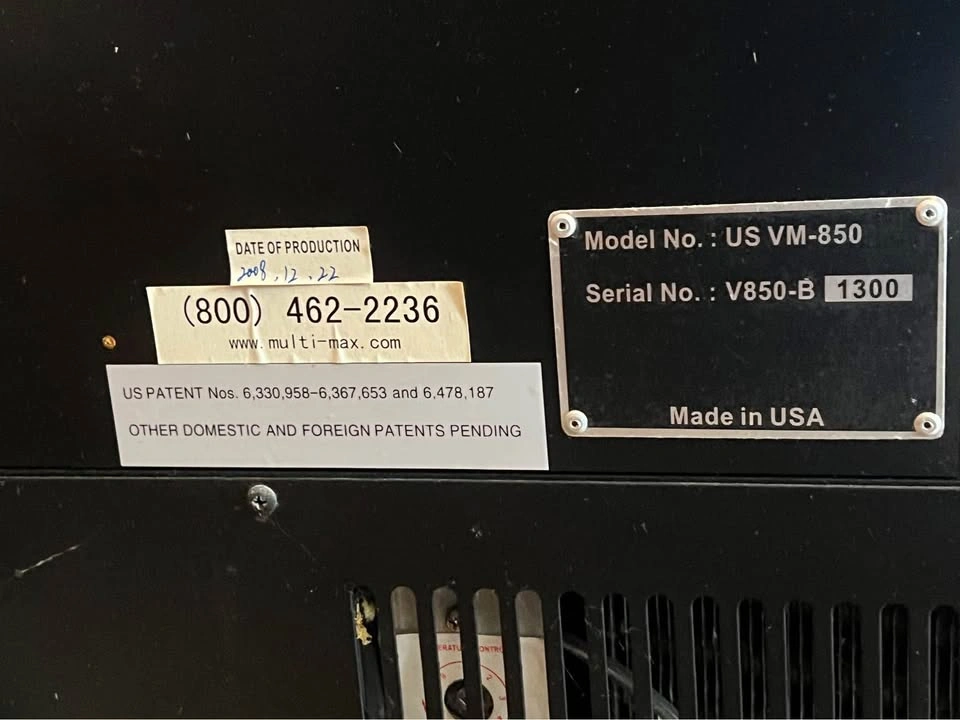 DATE OF PRODUCTION
2008.12.22
(800) 462-2236
www.multi-max.com
US PATENT Nos. 6,330,958-6,367,653 and 6,478,187
OTHER DOMESTIC AND FOREIGN PATENTS PENDING
Model No. : US VM-850
Serial No. : V850-B 1300
Made in USA